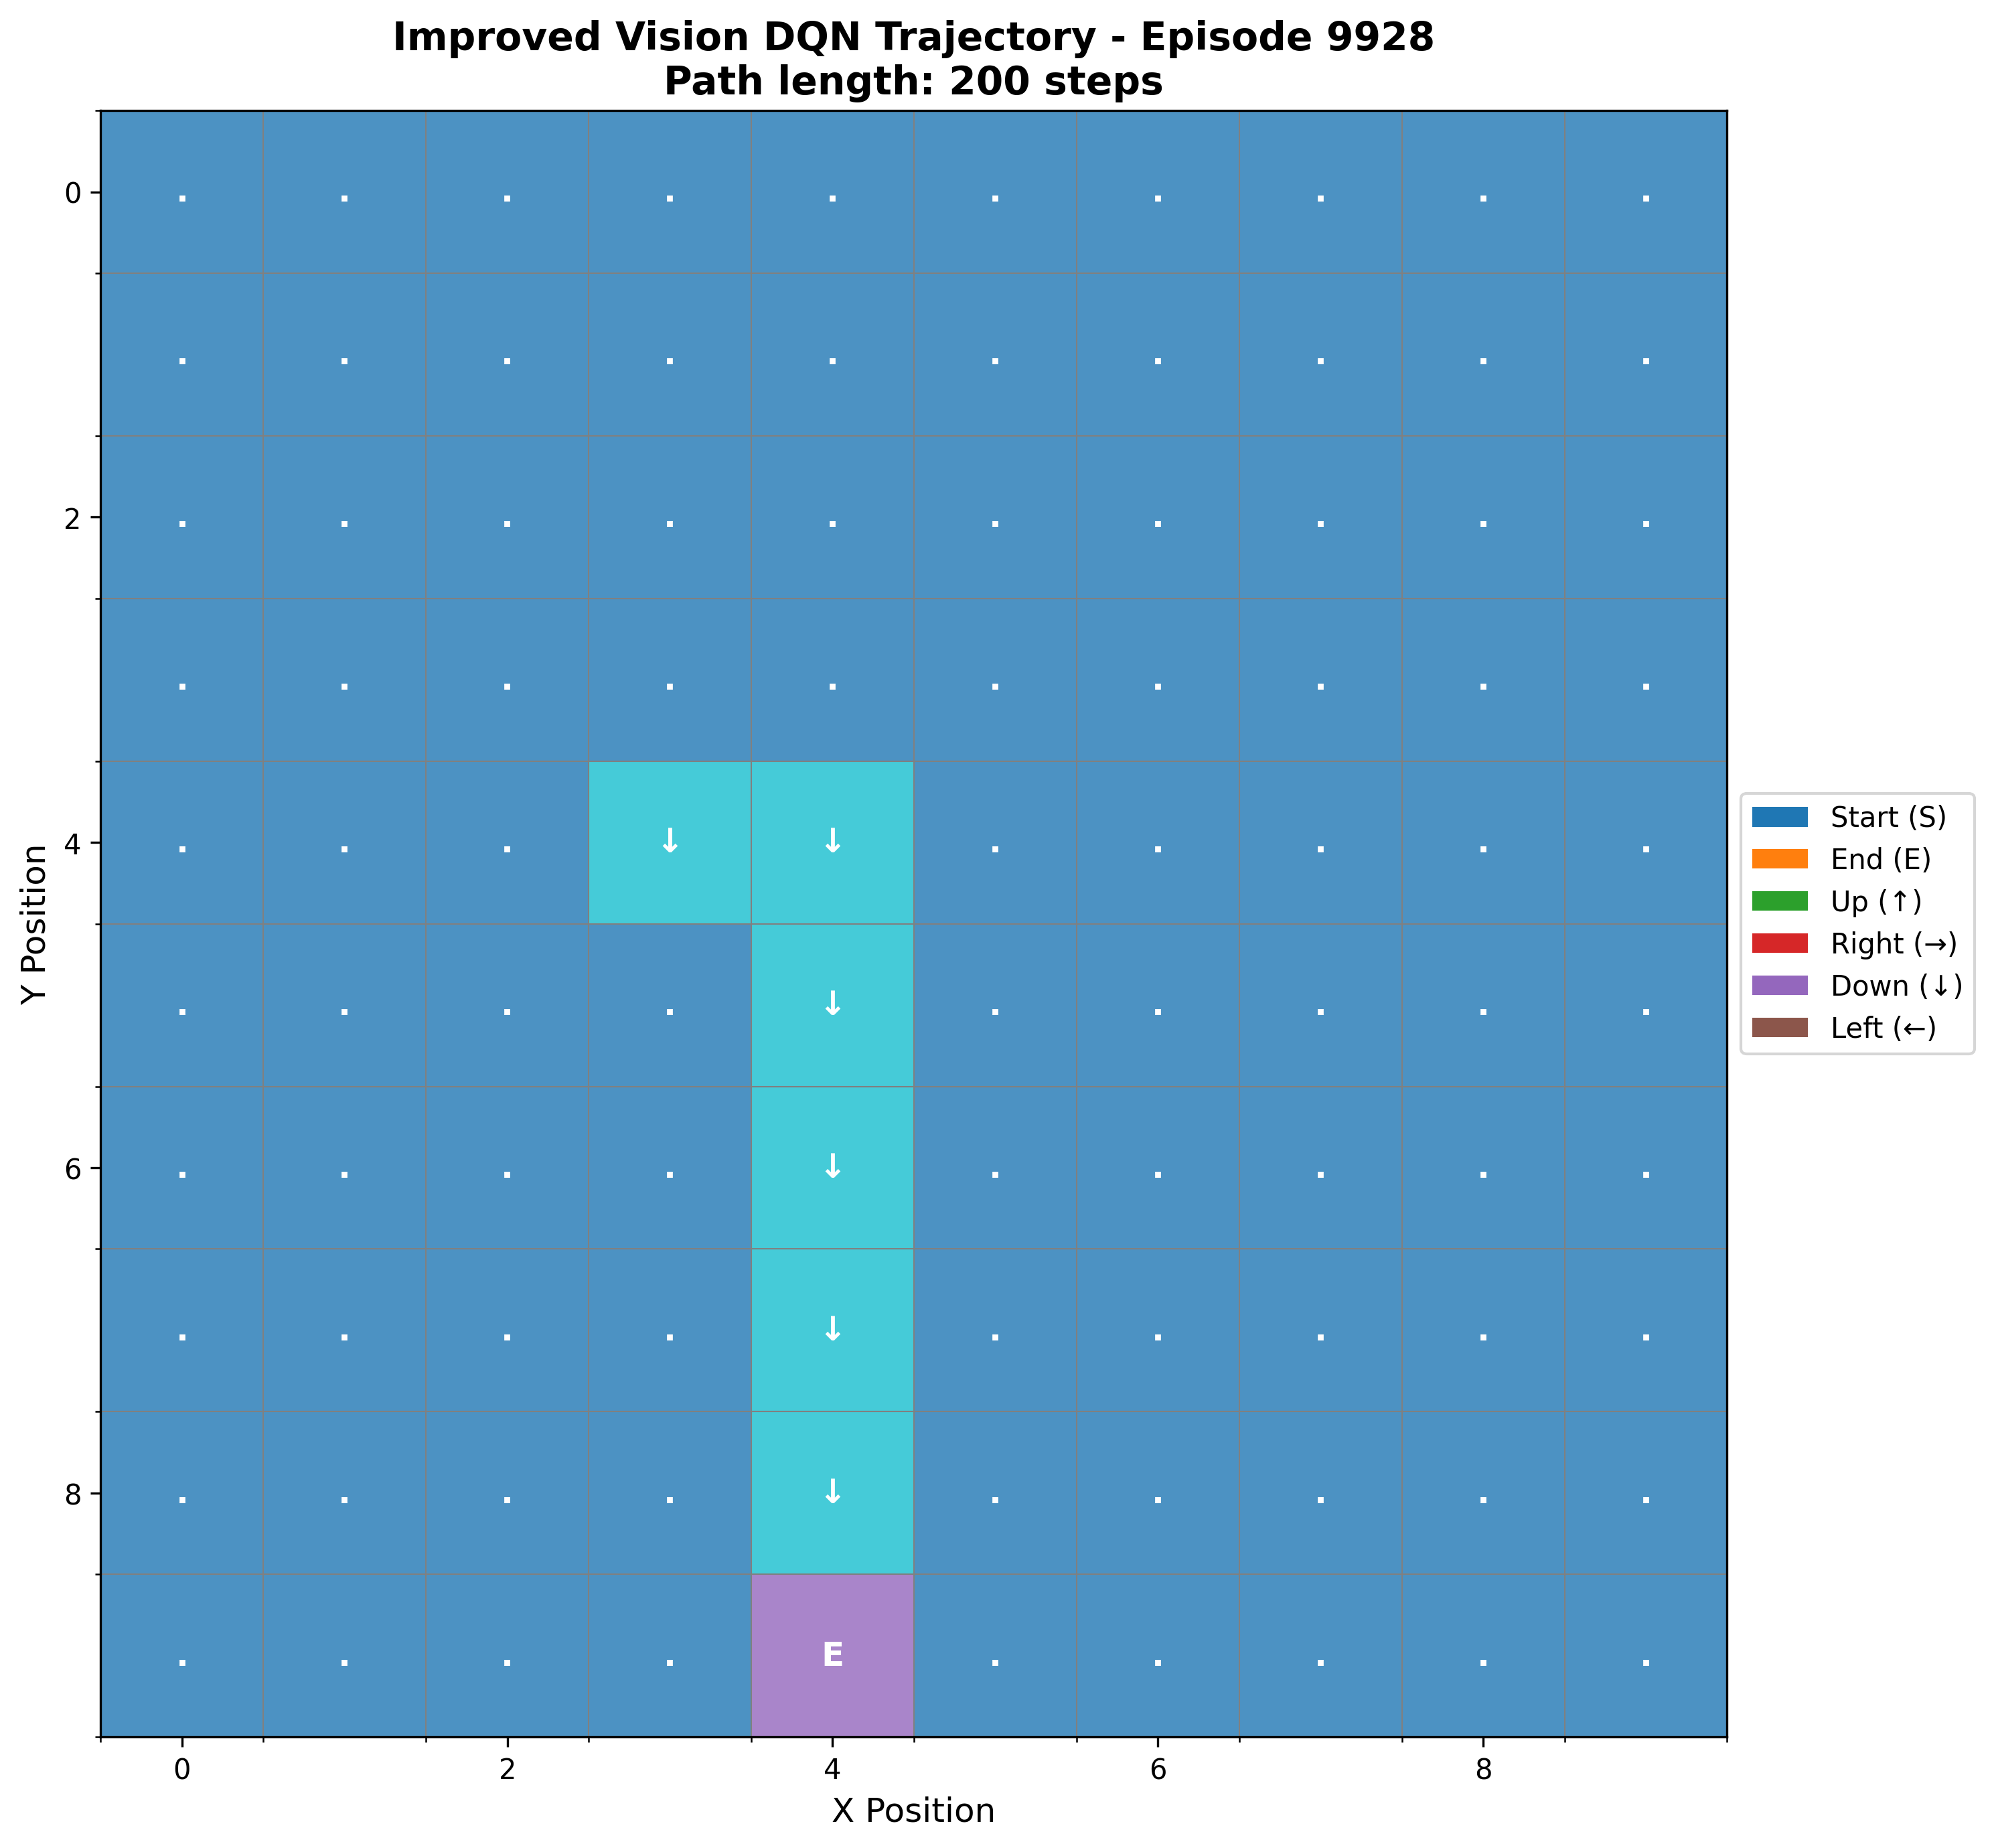 Improved Vision DQN Trajectory - Episode 9928
Path length: 200 steps
0
2
4
6
8
Y Position
· · · · · · · · · ·
· · · · · · · · · ·
· · · · · · · · · ·
· · · · · · · · · ·
· · · ↓ ↓ · · · · ·
· · · · ↓ · · · · ·
· · · · ↓ · · · · ·
· · · · ↓ · · · · ·
· · · · ↓ · · · · ·
· · · · E · · · · ·
0 2 4 6 8
X Position
Start (S)
End (E)
Up (↑)
Right (→)
Down (↓)
Left (←)